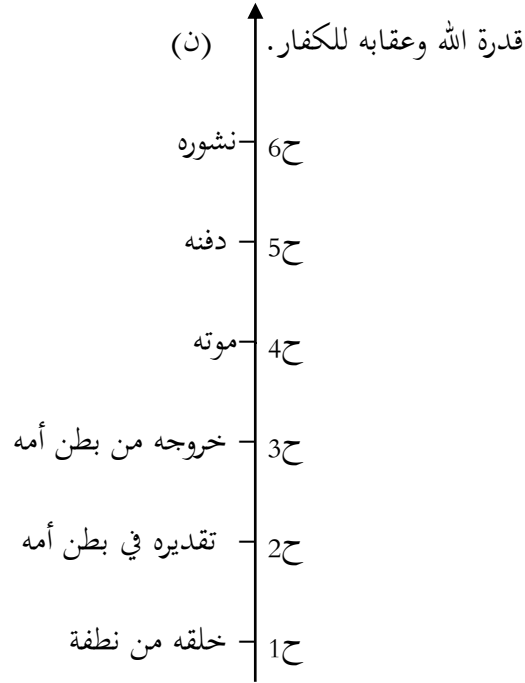 قدرة الله وعقابه للكفار. (ن)
ح6 نشوره
ح5 دفنه
ح4 موته
ح3 خروجه من بطن أمه
ح2 تقديره في بطن أمه
ح1 خلقه من نطفة